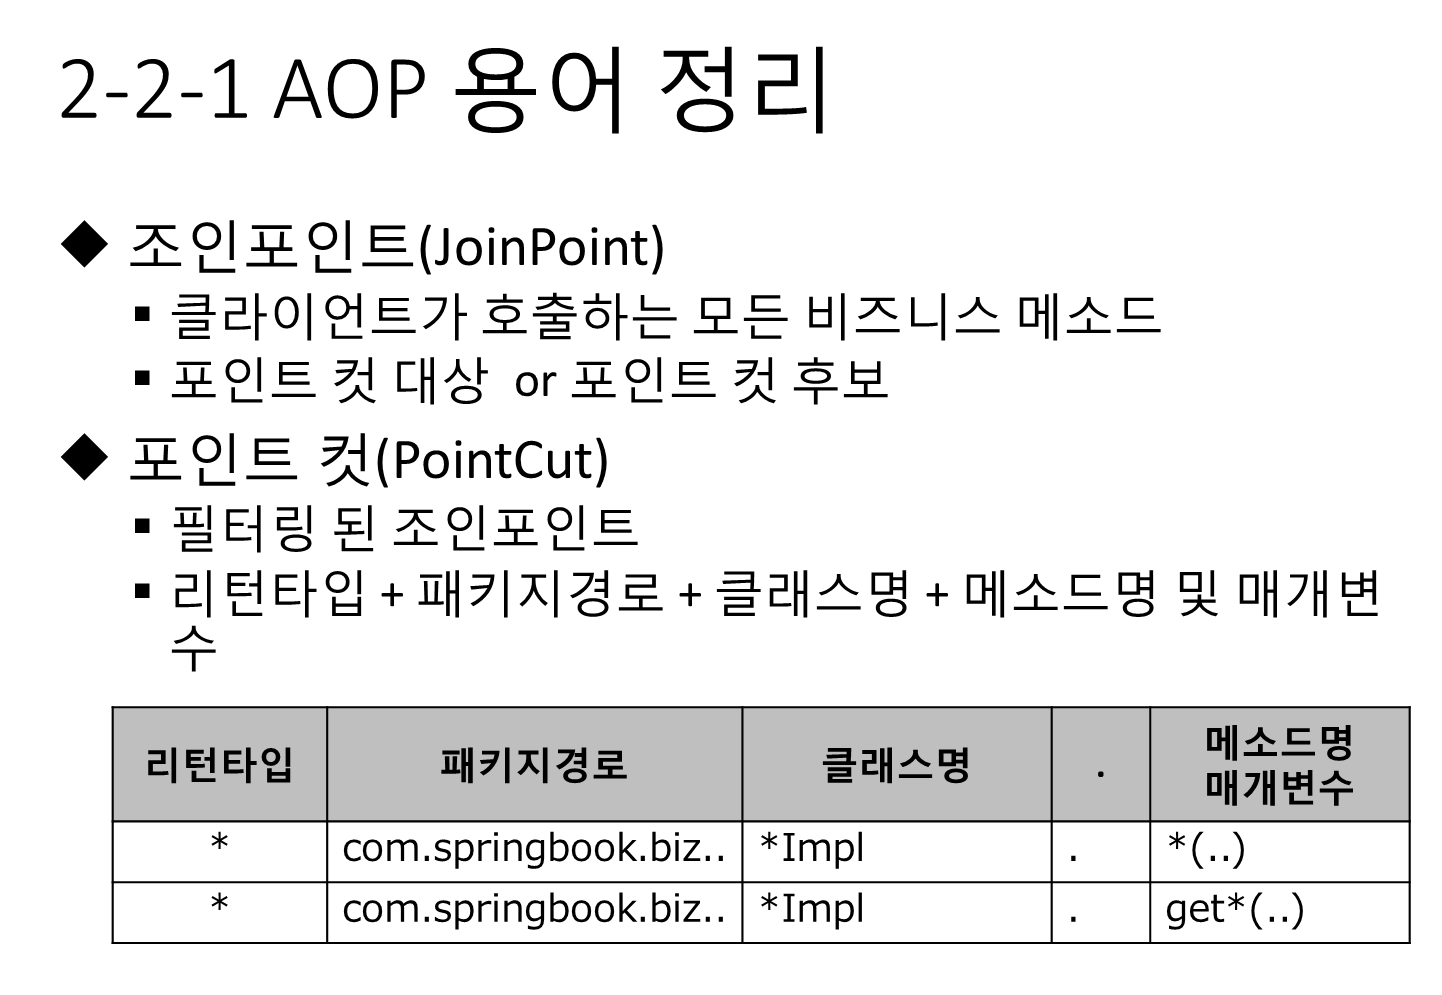 2-2-1 AOP 용어 정리
◆ 조인포인트(JoinPoint)
▪ 클라이언트가 호출하는 모든 비즈니스 메소드
▪ 포인트 컷 대상 or 포인트 컷 후보
◆ 포인트 컷(PointCut)
▪ 필터링 된 조인포인트
▪ 리턴타입 + 패키지경로 + 클래스명 + 메소드명 및 매개변
수
리턴타입 패키지경로 클래스명 . 메소드명
매개변수
* com.springbook.biz.. *Impl . *(..)
* com.springbook.biz.. *Impl . get*(..)